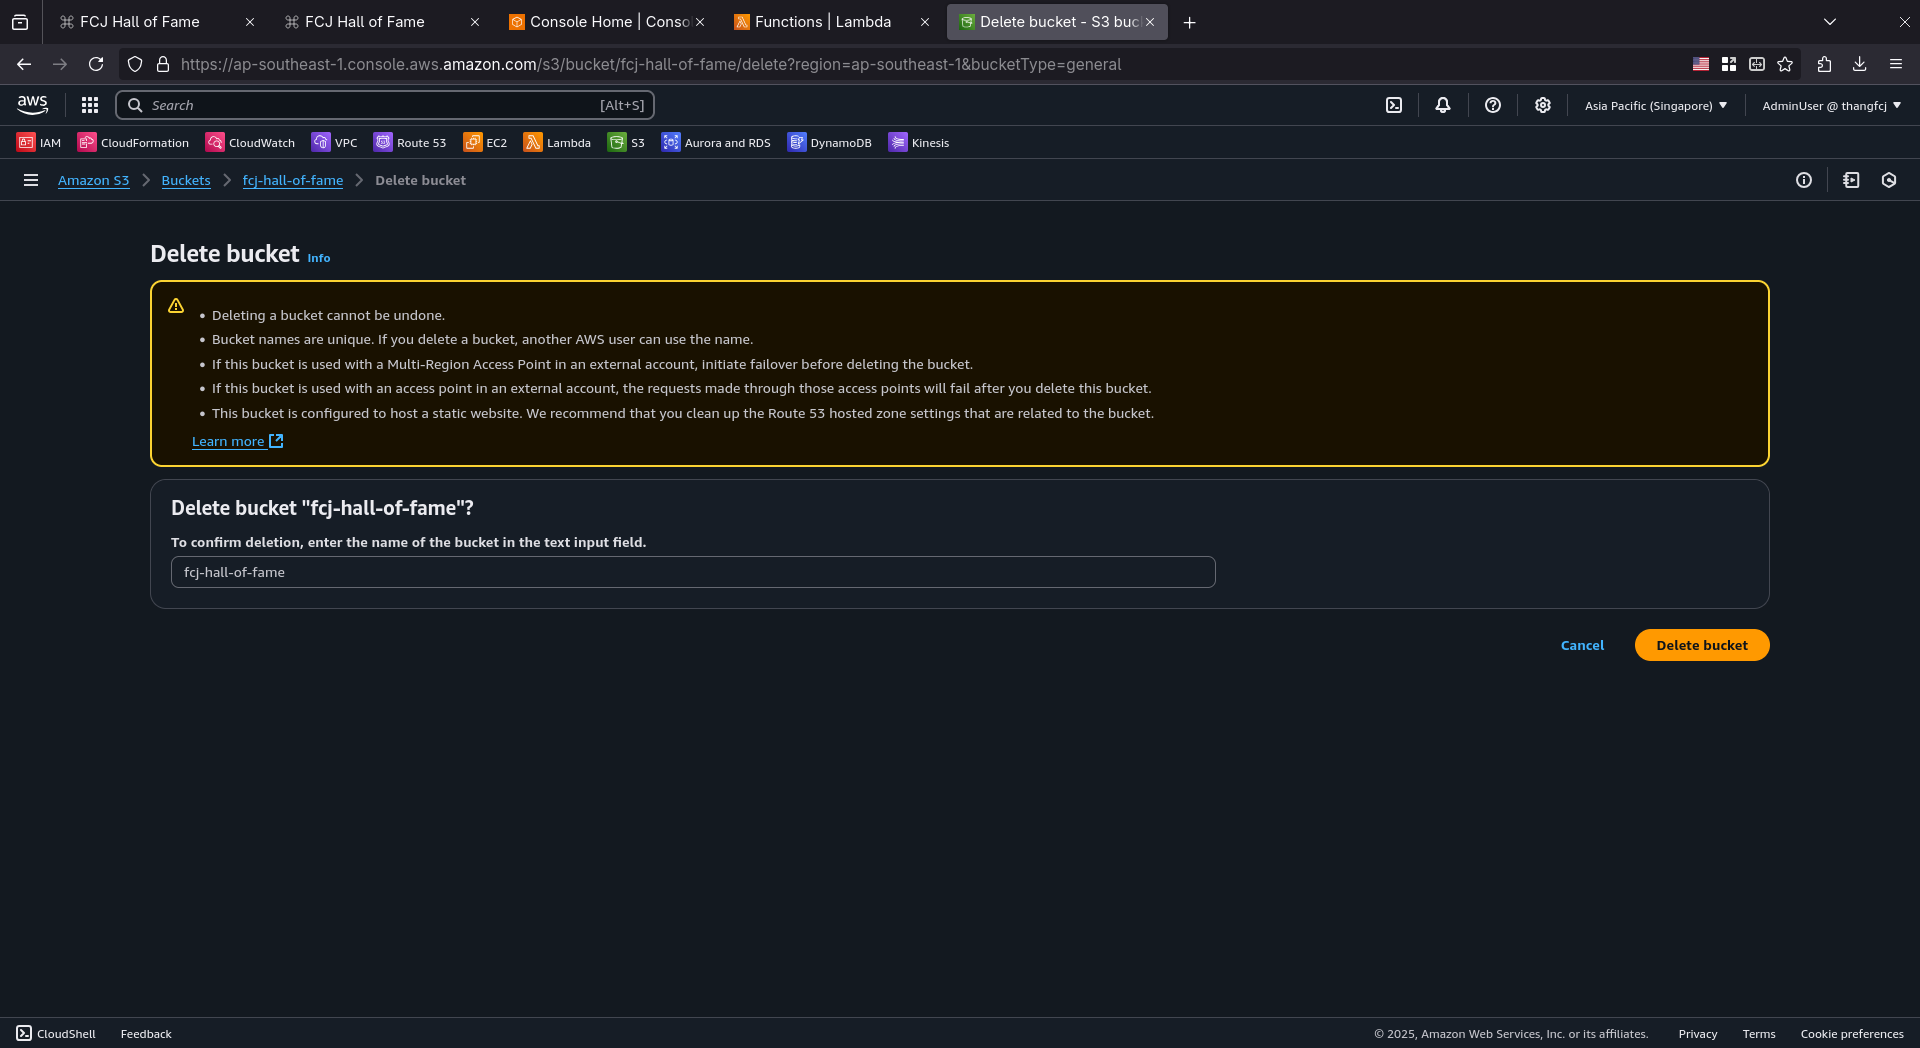 FCJ Hall of Fame
FCJ Hall of Fame
Console Home | Conso
Functions | Lambda
Delete bucket - S3 buc
https://ap-southeast-1.console.aws.amazon.com/s3/bucket/fcj-hall-of-fame/delete?region=ap-southeast-1&bucketType=general
aws
Search
[Alt+S]
Asia Pacific (Singapore)
AdminUser @ thangfcj
IAM
CloudFormation
CloudWatch
VPC
Route 53
EC2
Lambda
S3
Aurora and RDS
DynamoDB
Kinesis
Amazon S3
Buckets
fcj-hall-of-fame
Delete bucket
Delete bucket Info
• Deleting a bucket cannot be undone.
• Bucket names are unique. If you delete a bucket, another AWS user can use the name.
• If this bucket is used with a Multi-Region Access Point in an external account, initiate failover before deleting the bucket.
• If this bucket is used with an access point in an external account, the requests made through those access points will fail after you delete this bucket.
• This bucket is configured to host a static website. We recommend that you clean up the Route 53 hosted zone settings that are related to the bucket.
Learn more
Delete bucket "fcj-hall-of-fame"?
To confirm deletion, enter the name of the bucket in the text input field.
fcj-hall-of-fame
Cancel
Delete bucket
CloudShell
Feedback
© 2025, Amazon Web Services, Inc. or its affiliates.
Privacy
Terms
Cookie preferences